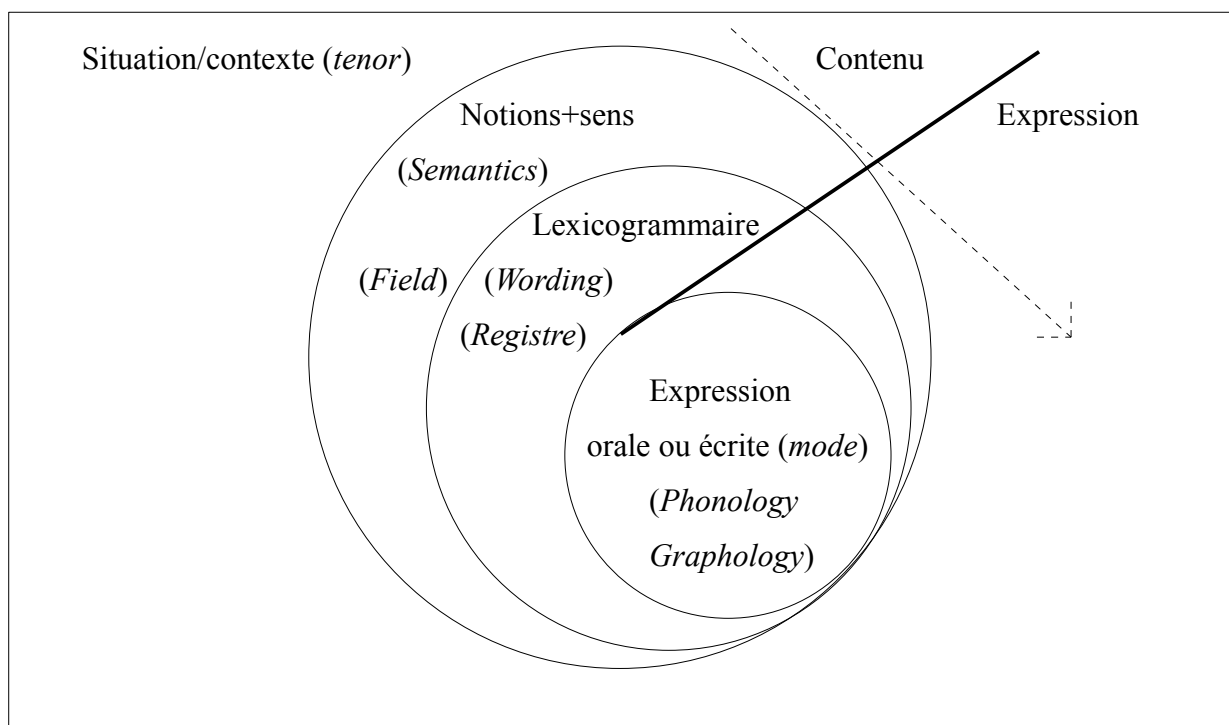 Situation/contexte (tenor)
Contenu
Expression
Notions+sens
(Semantics)
Lexicogrammaire
(Field)
(Wording)
(Registre)
Expression
orale ou écrite (mode)
(Phonology
Graphology)